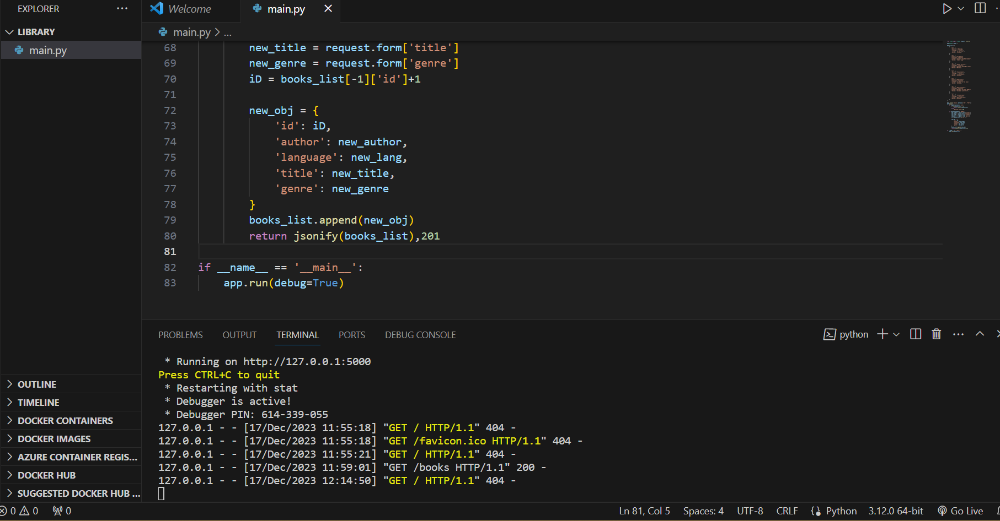 EXPLORER ...
LIBRARY
main.py
OUTLINE
TIMELINE
DOCKER CONTAINERS
DOCKER IMAGES
AZURE CONTAINER REGIS...
DOCKER HUB
SUGGESTED DOCKER HUB ...
Welcome main.py
main.py > ...
68 new_title = request.form['title']
69 new_genre = request.form['genre']
70 iD = books_list[-1]['id']+1
71
72 new_obj = {
73 'id': iD,
74 'author': new_author,
75 'language': new_lang,
76 'title': new_title,
77 'genre': new_genre
78 }
79 books_list.append(new_obj)
80 return jsonify(books_list),201
81
82 if __name__ == '__main__':
83 app.run(debug=True)
PROBLEMS OUTPUT TERMINAL PORTS DEBUG CONSOLE python
* Running on http://127.0.0.1:5000
Press CTRL+C to quit
* Restarting with stat
* Debugger is active!
* Debugger PIN: 614-339-055
127.0.0.1 - - [17/Dec/2023 11:55:18] "GET / HTTP/1.1" 404 -
127.0.0.1 - - [17/Dec/2023 11:55:18] "GET /favicon.ico HTTP/1.1" 404 -
127.0.0.1 - - [17/Dec/2023 11:55:21] "GET / HTTP/1.1" 404 -
127.0.0.1 - - [17/Dec/2023 11:59:01] "GET /books HTTP/1.1" 200 -
127.0.0.1 - - [17/Dec/2023 12:14:50] "GET / HTTP/1.1" 404 -
0 0 0 Ln 81, Col 5 Spaces: 4 UTF-8 CRLF Python 3.12.0 64-bit Go Live